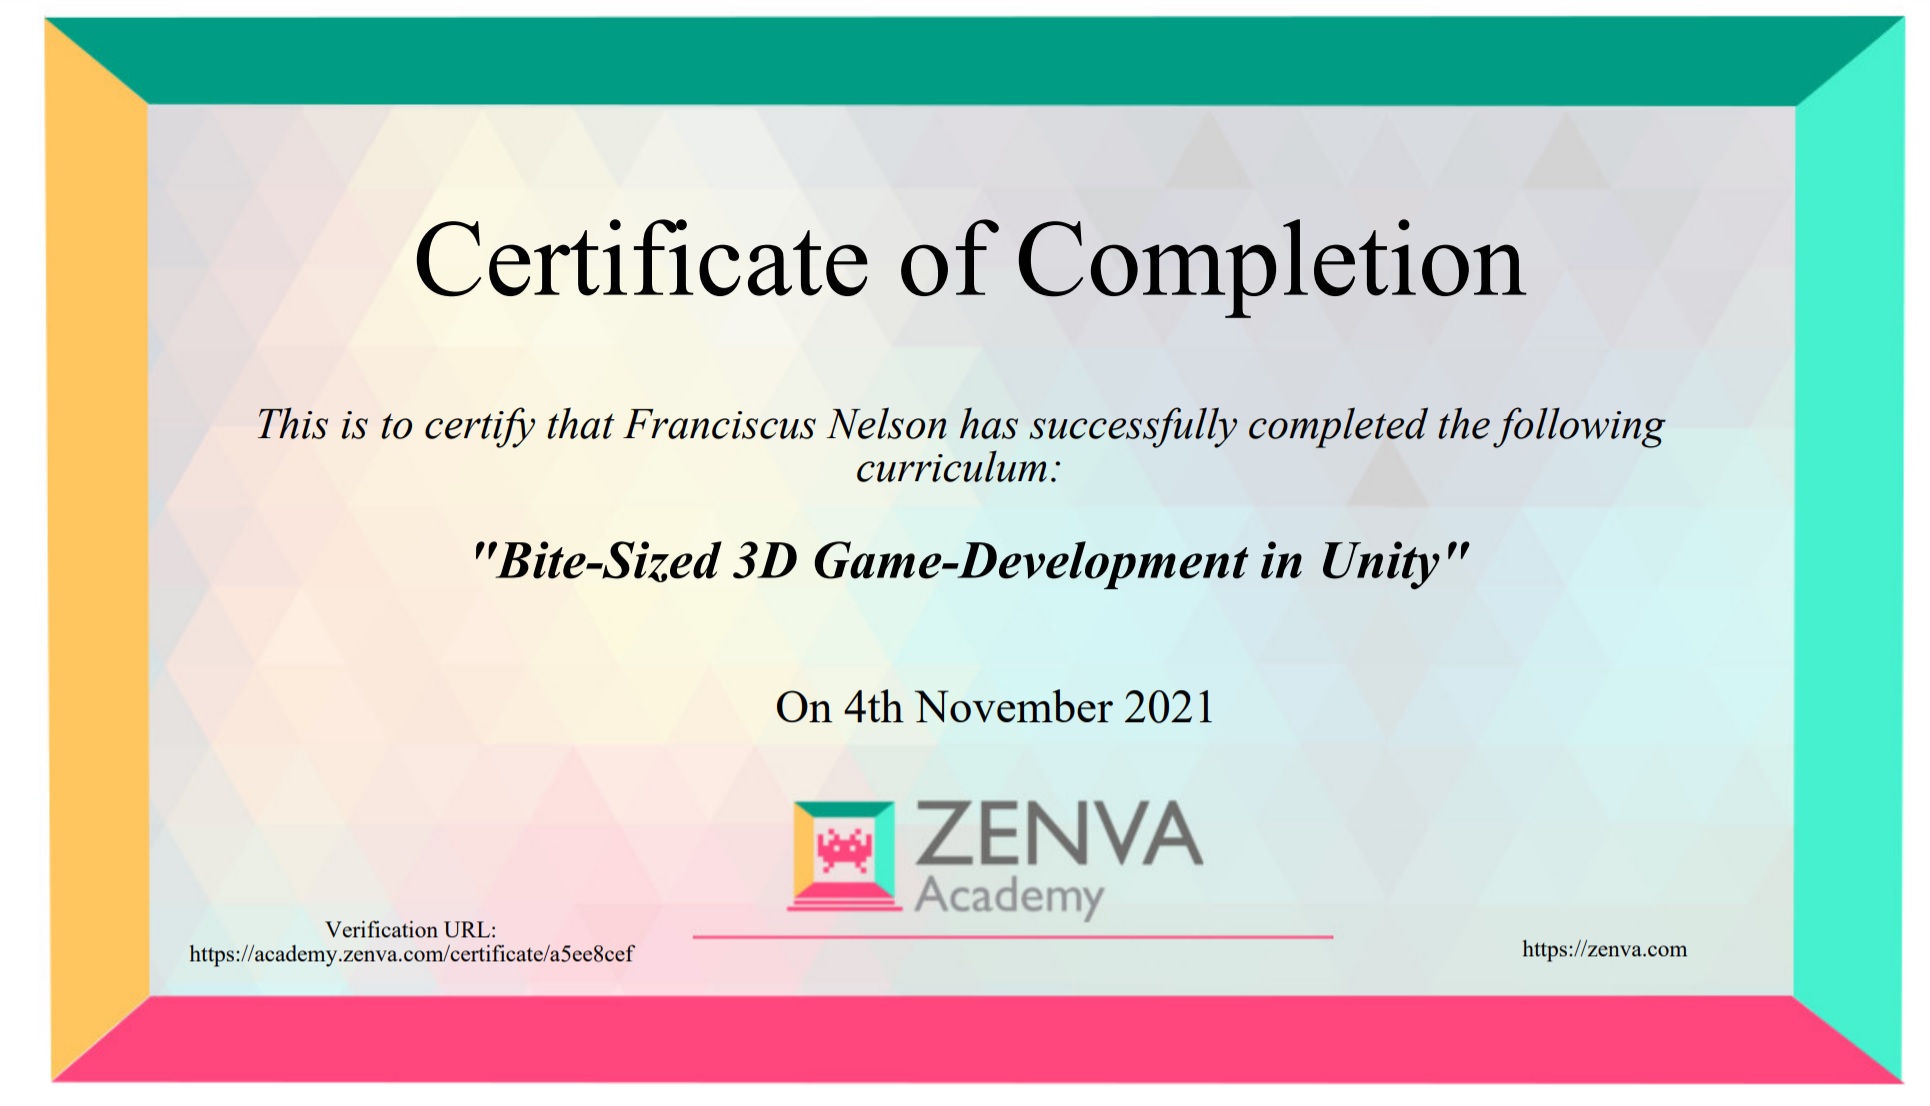 Certificate of Completion
This is to certify that Franciscus Nelson has successfully completed the following
curriculum:
"Bite-Sized 3D Game-Development in Unity"
On 4th November 2021
ZENVA
Academy
Verification URL:
https://academy.zenva.com/certificate/a5ee8cef
https://zenva.com